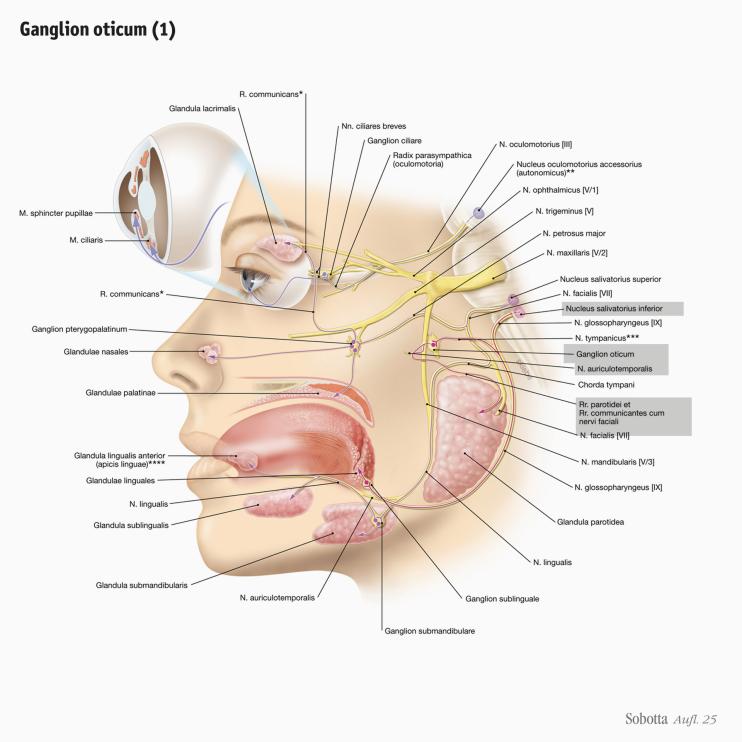 Ganglion oticum (1)
R. communicans*
Glandula lacrimalis
Nn. ciliares breves
Ganglion ciliare
Radix parasympathica
(oculomotoria)
N. oculomotorius [III]
Nucleus oculomotorius accessorius
(autonomicus)**
N. ophthalmicus [V/1]
N. trigeminus [V]
N. petrosus major
N. maxillaris [V/2]
M. sphincter pupillae
M. ciliaris
R. communicans*
Ganglion pterygopalatinum
Glandulae nasales
Glandulae palatinae
Glandula lingualis anterior
(apicis linguae)****
Glandulae linguales
N. lingualis
Glandula sublingualis
Glandula submandibularis
N. auriculotemporalis
Ganglion submandibulare
Nucleus salivatorius superior
N. facialis [VII]
Nucleus salivatorius inferior
N. glossopharyngeus [IX]
N. tympanicus***
Ganglion oticum
N. auriculotemporalis
Chorda tympani
Rr. parotidei et
Rr. communicantes cum
nervi faciali
N. facialis [VII]
N. mandibularis [V/3]
N. glossopharyngeus [IX]
Glandula parotidea
N. lingualis
Ganglion sublinguale
Sobotta Aufl. 25